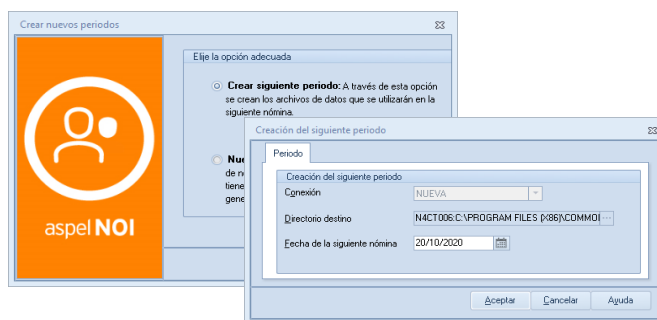 Crear nuevos periodos
aspel NOI
Elije la opción adecuada
Crear siguiente periodo: A través de esta opción
se crean los archivos de datos que se utilizarán en la
siguiente nómina.
de
Creación del siguiente periodo
Periodo
Creación del siguiente periodo
Conexión
NUEVA
Directorio destino
N4CT006:C:\PROGRAM FILES (X86)\COMMO
...
Fecha de la siguiente nómina
20/10/2020
Aceptar
Cancelar
Ayuda